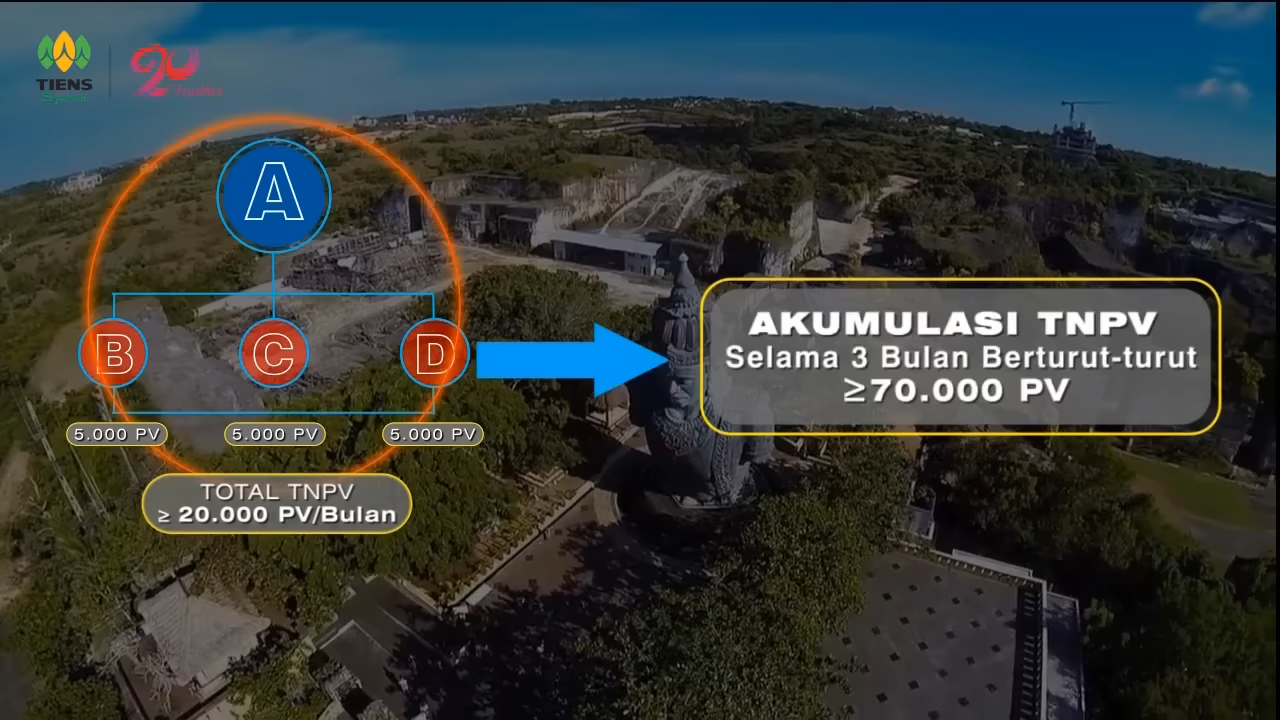 TIENS
A
B
C
D
5.000 PV
5.000 PV
5.000 PV
TOTAL TNPV
≥ 20.000 PV/Bulan
AKUMULASI TNPV
Selama 3 Bulan Berturut-turut
≥70.000 PV